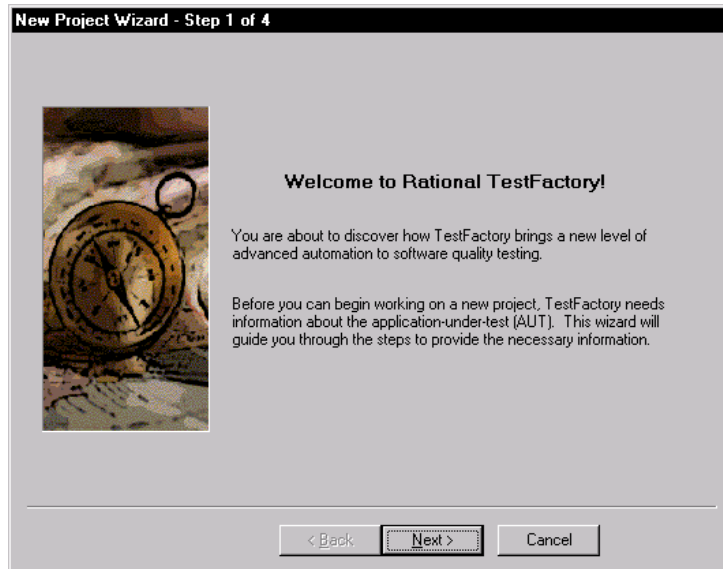 New Project Wizard - Step 1 of 4
Welcome to Rational TestFactory!
You are about to discover how TestFactory brings a new level of
advanced automation to software quality testing.
Before you can begin working on a new project, TestFactory needs
information about the application-under-test (AUT).  This wizard will
guide you through the steps to provide the necessary information.
< Back
Next >
Cancel